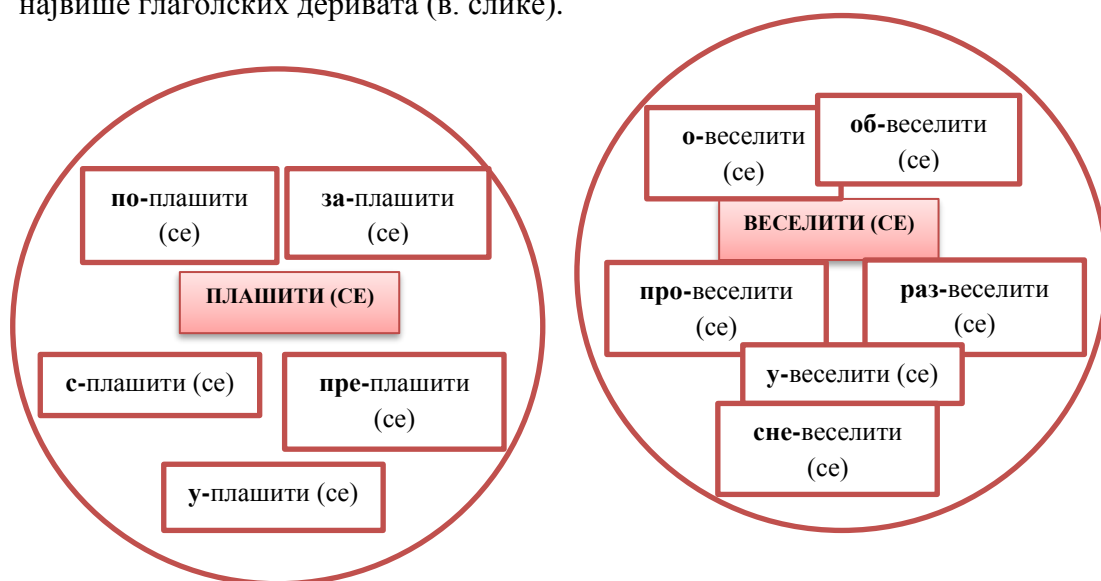 највише глаголских деривата (в. слике).
по-плашити
(се)
за-плашити
(се)
ПЛАШИТИ (СЕ)
с-плашити (се)
пре-плашити
(се)
у-плашити (се)
о-веселити
(се)
об-веселити
(се)
ВЕСЕЛИТИ (СЕ)
про-веселити
(се)
раз-веселити
(се)
у-веселити (се)
сне-веселити
(се)